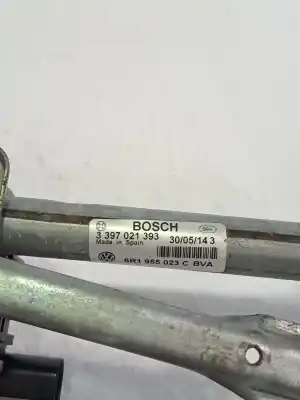 BOSCH
3 397 021 393 30/05/14 3
Made in Spain
6R1 955 023 C BVA